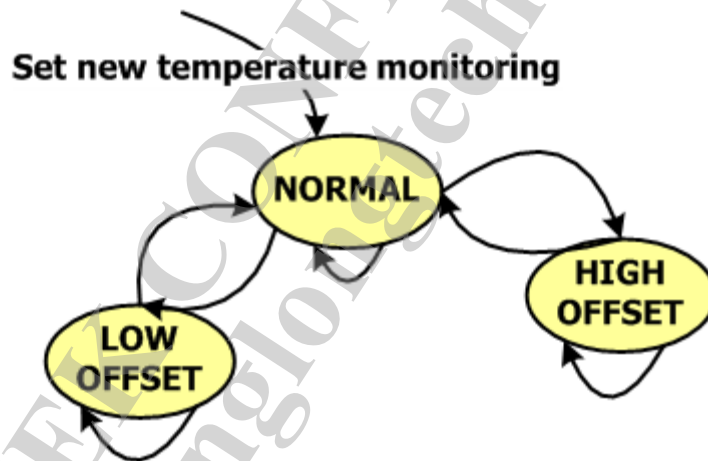 Set new temperature monitoring
NORMAL
HIGH
OFFSET
LOW
OFFSET